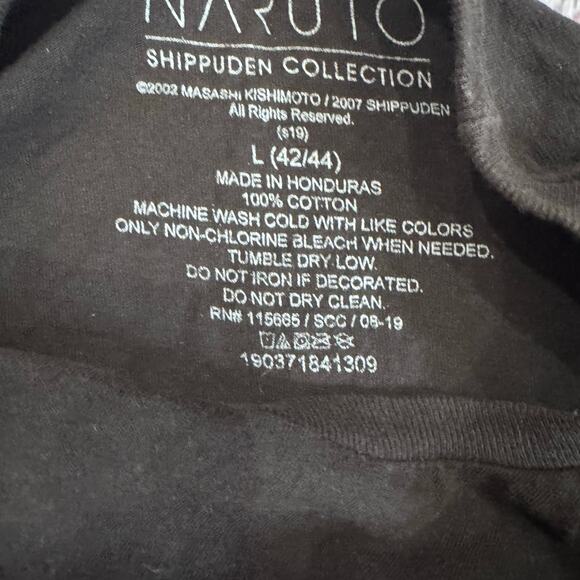 NARUTO
SHIPPUDEN COLLECTION
©2002 MASASHI KISHIMOTO / 2007 SHIPPUDEN
All Rights Reserved.
(s19)
L (42/44)
MADE IN HONDURAS
100% COTTON
MACHINE WASH COLD WITH LIKE COLORS
ONLY NON-CHLORINE BLEACH WHEN NEEDED.
TUMBLE DRY LOW.
DO NOT IRON IF DECORATED.
DO NOT DRY CLEAN.
RN# 115665 / SCC / 08-19
190371841309